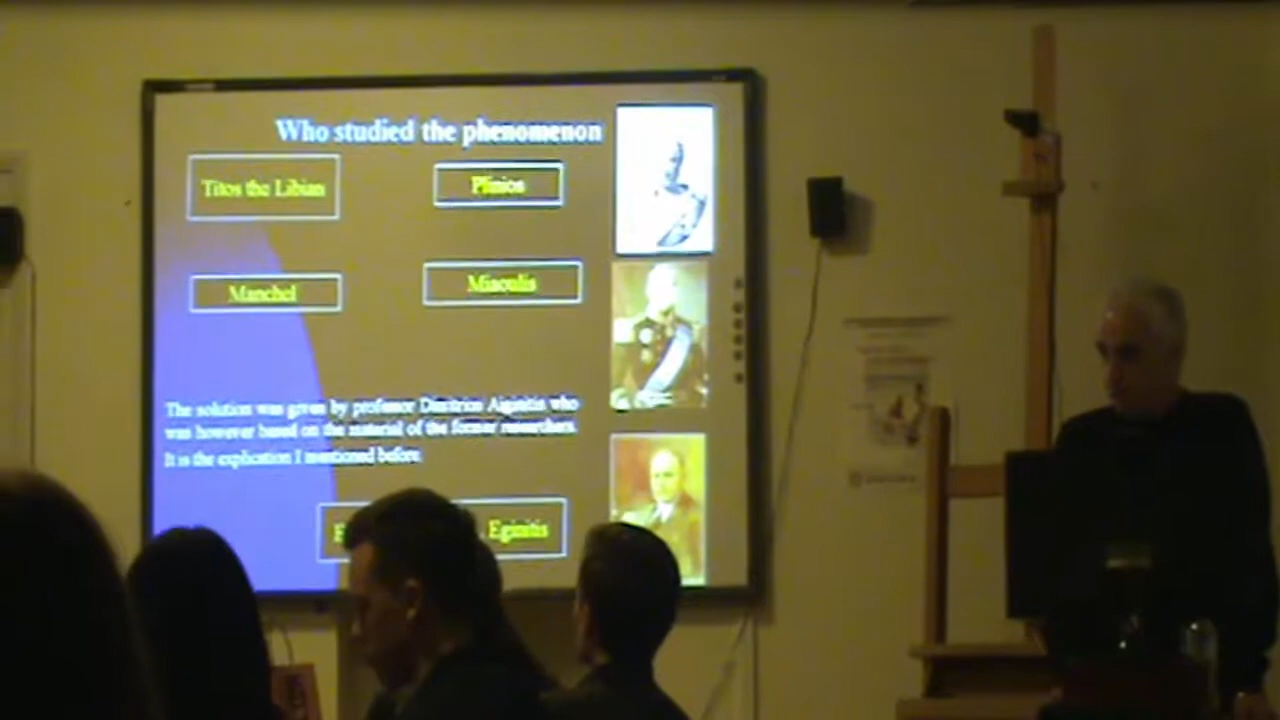 Who studied the phenomenon
Titos the Libian
Plinios
Manchel
Miaoulis
The solution was given by professor Dimitrios Aiginitis who
was however based on the material of the former researchers.
It is the explication I mentioned before.
Eginitis